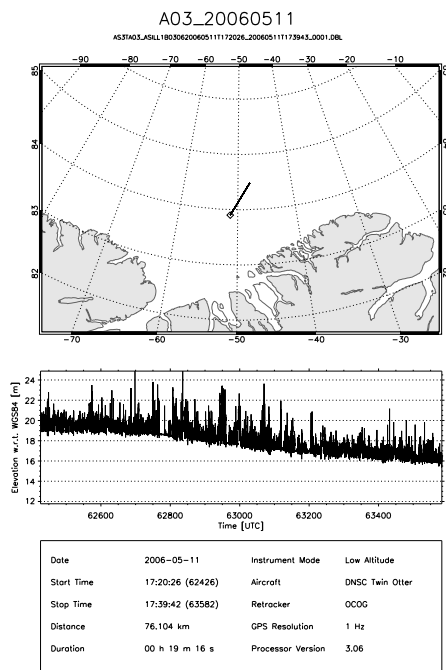 A03_20060511
AS3TA03_ASILL1B030620060511T172026_20060511T173943_0001.DBL
-90 -80 -70 -60 -50 -40 -30 -20 -10 0
85
84
83
82
-70 -60 -50 -40 -30
Elevation w.r.t. WGS84 [m]
24
22
20
18
16
14
12
62600 62800 63000 63200 63400
Time [UTC]
Date 2006-05-11 Instrument Mode Low Altitude
Start Time 17:20:26 (62426) Aircraft DNSC Twin Otter
Stop Time 17:39:42 (63582) Retracker OCOG
Distance 76.104 km GPS Resolution 1 Hz
Duration 00 h 19 m 16 s Processor Version 3.06